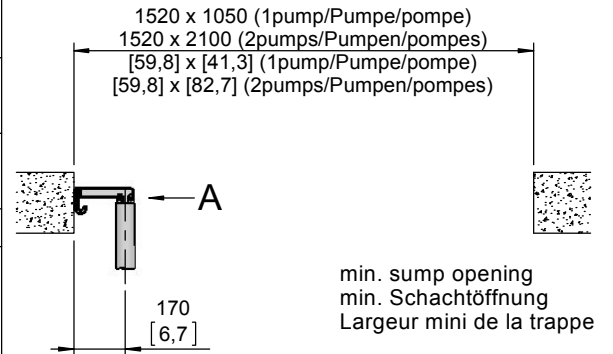 1520 x 1050 (1pump/Pumpe/pompe)
1520 x 2100 (2pumps/Pumpen/pompes)
[59,8] x [41,3] (1pump/Pumpe/pompe)
[59,8] x [82,7] (2pumps/Pumpen/pompes)
A
min. sump opening
min. Schachtöffnung
Largeur mini de la trappe
170
[6,7]